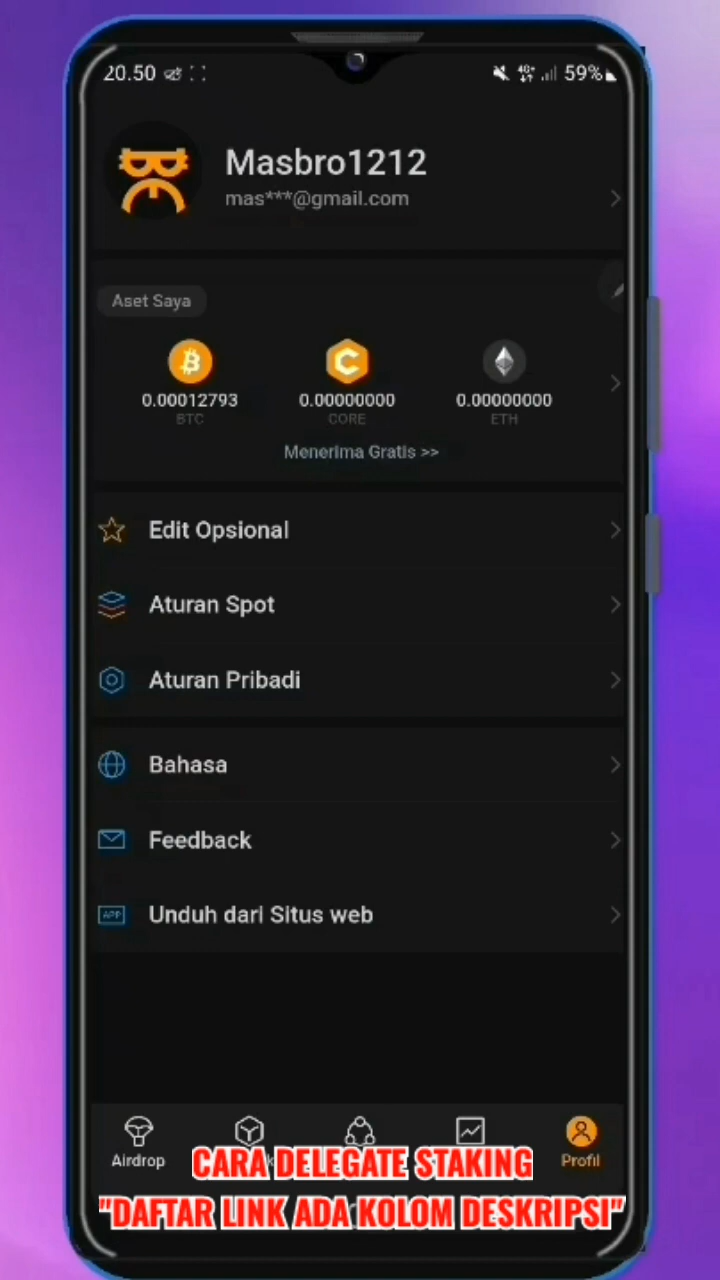 20.50
59%
Masbro1212
mas***@gmail.com
Aset Saya
0.00012793 0.00000000 0.00000000
BTC CORE ETH
Menerima Gratis >>
Edit Opsional
Aturan Spot
Aturan Pribadi
Bahasa
Feedback
APP Unduh dari Situs web
Airdrop
Profil
CARA DELEGATE STAKING
"DAFTAR LINK ADA KOLOM DESKRIPSI"